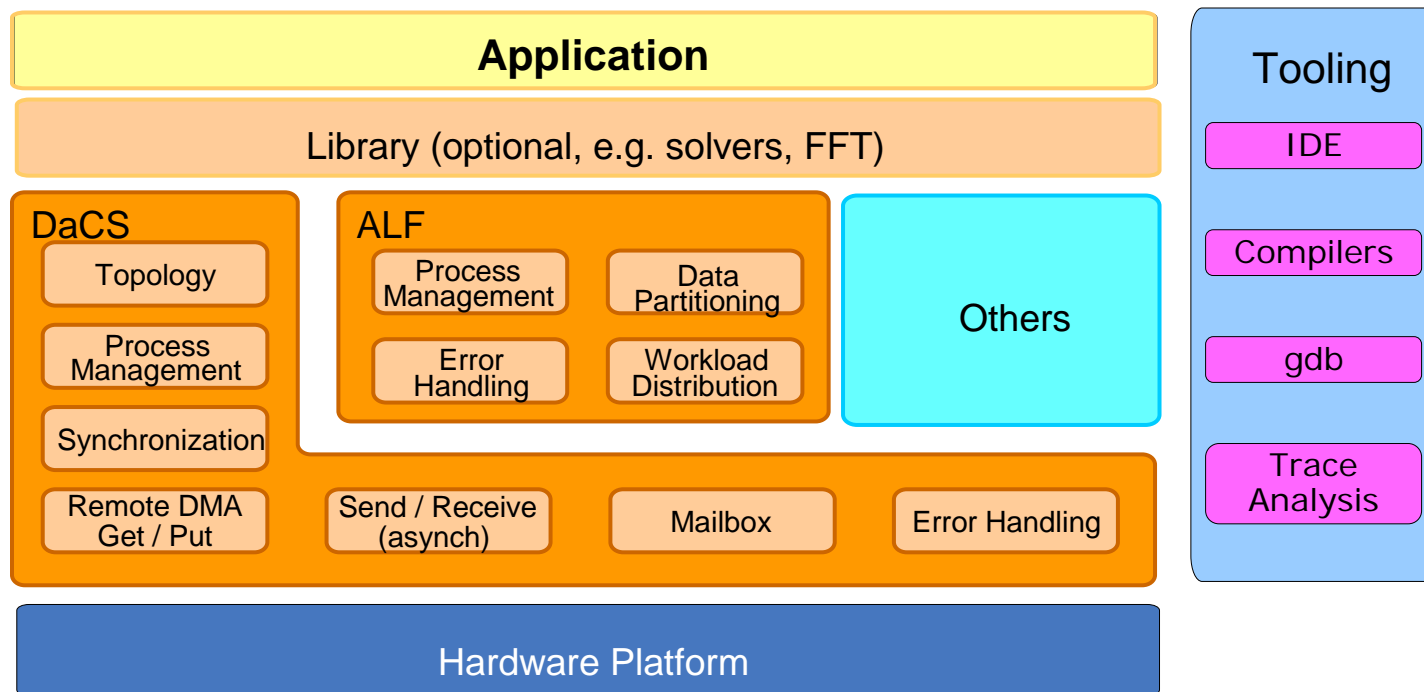 Application
Library (optional, e.g. solvers, FFT)
DaCS
Topology
Process
Management
Synchronization
Remote DMA
Get / Put
Send / Receive
(asynch)
Mailbox
Error Handling
ALF
Process
Management
Data
Partitioning
Error
Handling
Workload
Distribution
Others
Hardware Platform
Tooling
IDE
Compilers
gdb
Trace
Analysis